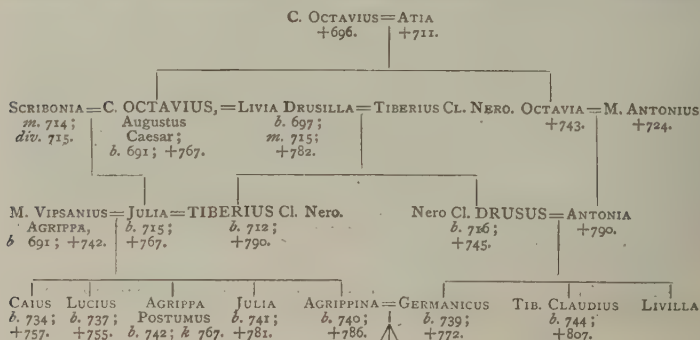 C. OCTAVIUS=ATIA
+696. +711.
SCRIBONIA=C. OCTAVIUS,=LIVIA DRUSILLA=TIBERIUS CL. NERO. OCTAVIA=M. ANTONIUS
m. 714; Augustus b. 697; +743. +724.
div. 715. Caesar; m. 715;
b. 691; +767. +782.
M. VIPSANIUS=JULIA=TIBERIUS Cl. Nero. Nero Cl. DRUSUS=ANTONIA
AGRIPPA, b. 715; b. 712; b. 716; +790.
b 691; +742. +767. +790. +745.
CAIUS LUCIUS AGRIPPA JULIA AGRIPPINA=GERMANICUS TIB. CLAUDIUS LIVILLA
b. 734; b. 737; POSTUMUS b. 741; b. 740; b. 739; b. 744;
+757. +755. b. 742; k 767. +781. +786. +772. +807.